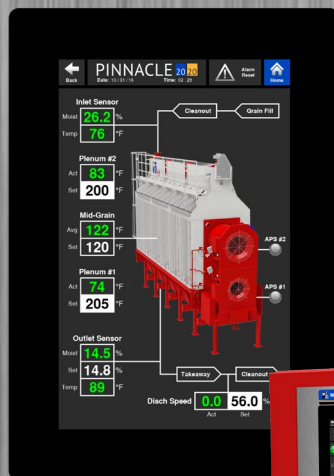 PINNACLE 20 20
Back
Date: 10/31/16 Time: 02:28
Alarm Reset
Home
Inlet Sensor
Moist 26.2 %
Temp 76 °F
Cleanout
Grain Fill
Plenum #2
Act 83 °F
Set 200 °F
Mid-Grain
Avg 122 °F
Set 120 °F
APS #2
Plenum #1
Act 74 °F
Set 205 °F
APS #1
Outlet Sensor
Moist 14.5 %
Set 14.8 %
Temp 89 °F
Takeaway
Cleanout
Disch Speed 0.0 56.0 %
Act Set